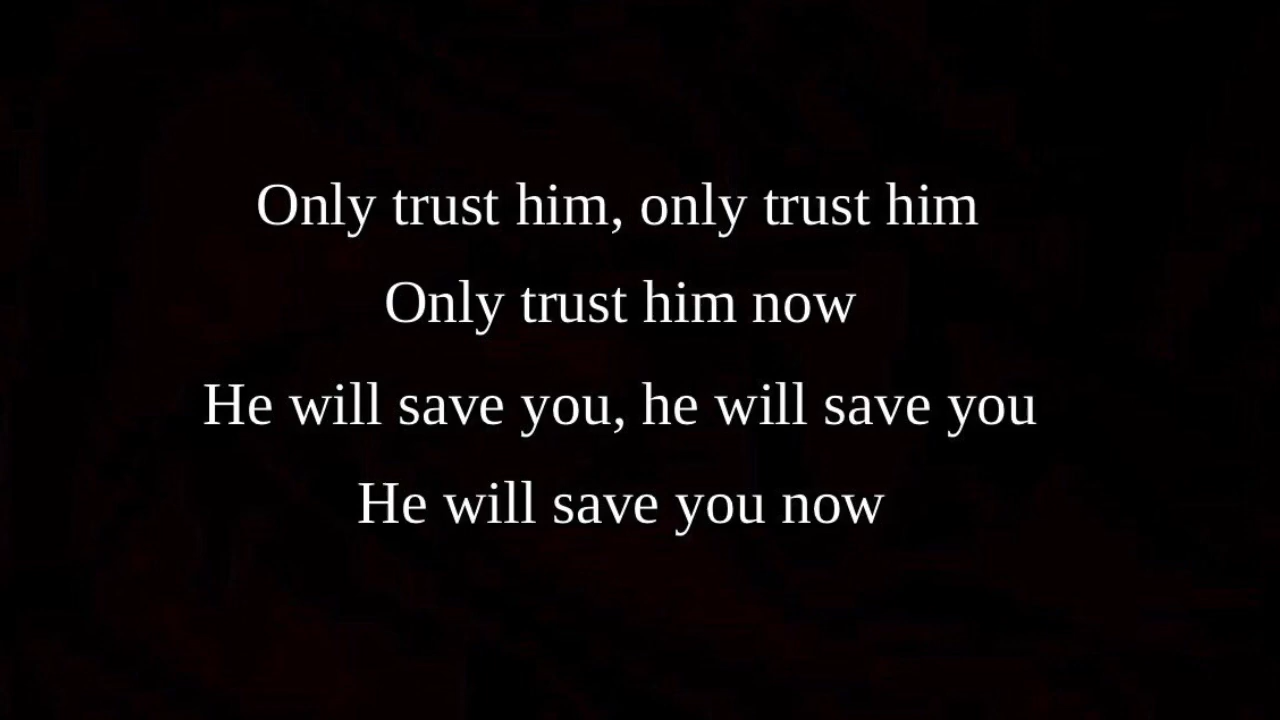 Only trust him, only trust him
Only trust him now
He will save you, he will save you
He will save you now